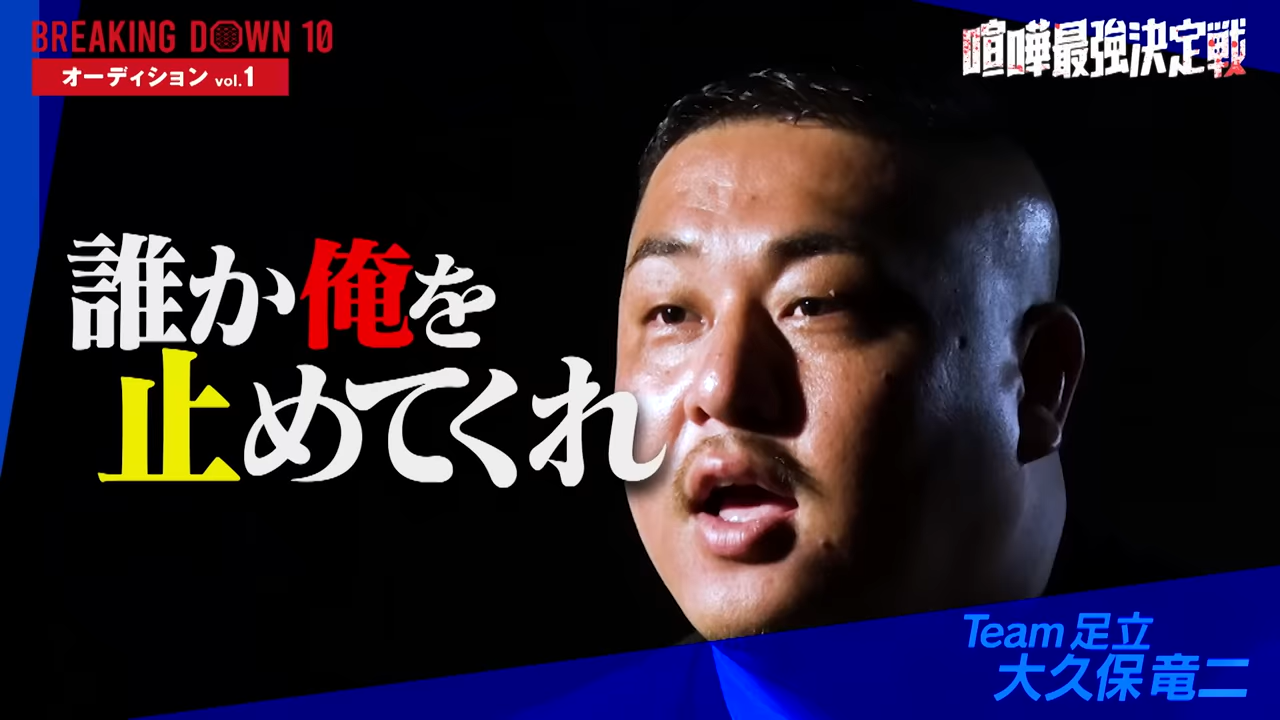 BREAKING DOWN 10
オーディション vol.1
喧嘩最強決定戦
誰か俺を
止めてくれ
Team 足立
大久保竜二